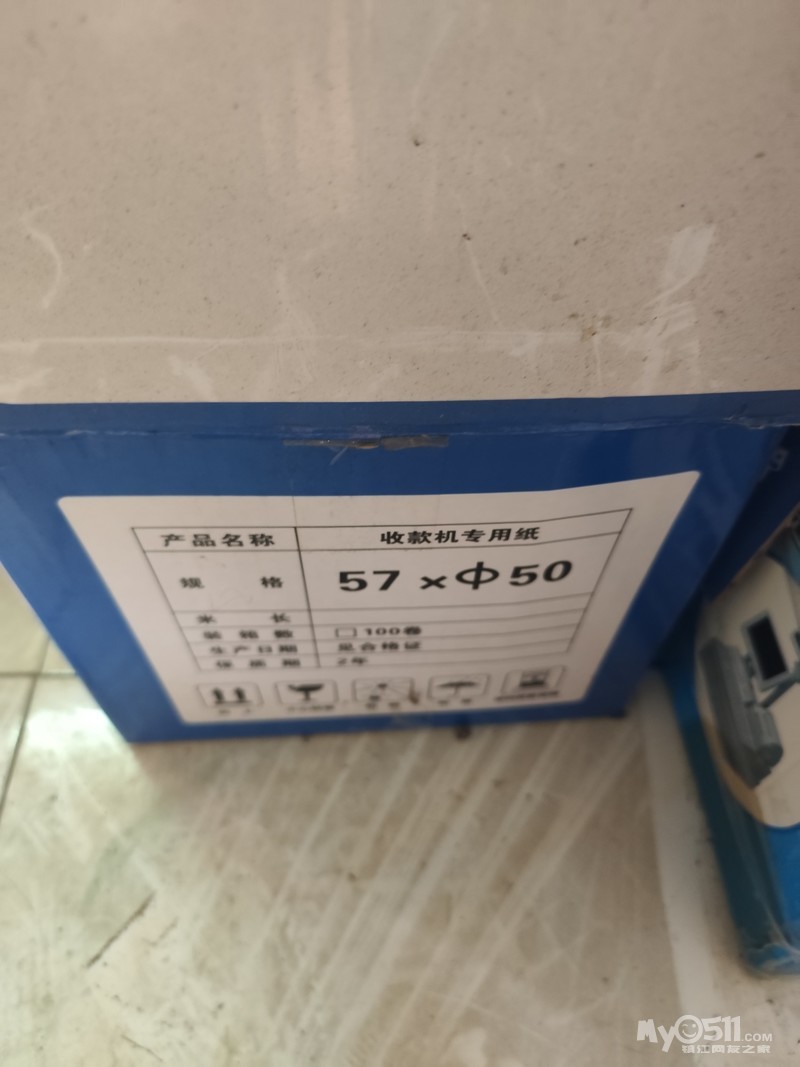 产品名称 收款机专用纸
规格 57×Φ50
米长
装箱数 □100卷
生产日期 见合格证
保质期 2年
MyO511.COM
镇江网友之家